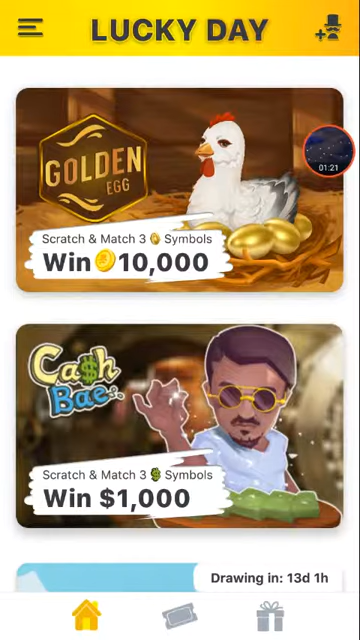 LUCKY DAY
GOLDEN
EGG
01:21
Scratch & Match 3 Symbols
Win 10,000
Ca$h
Bae
Scratch & Match 3 Symbols
Win $1,000
Drawing in: 13d 1h